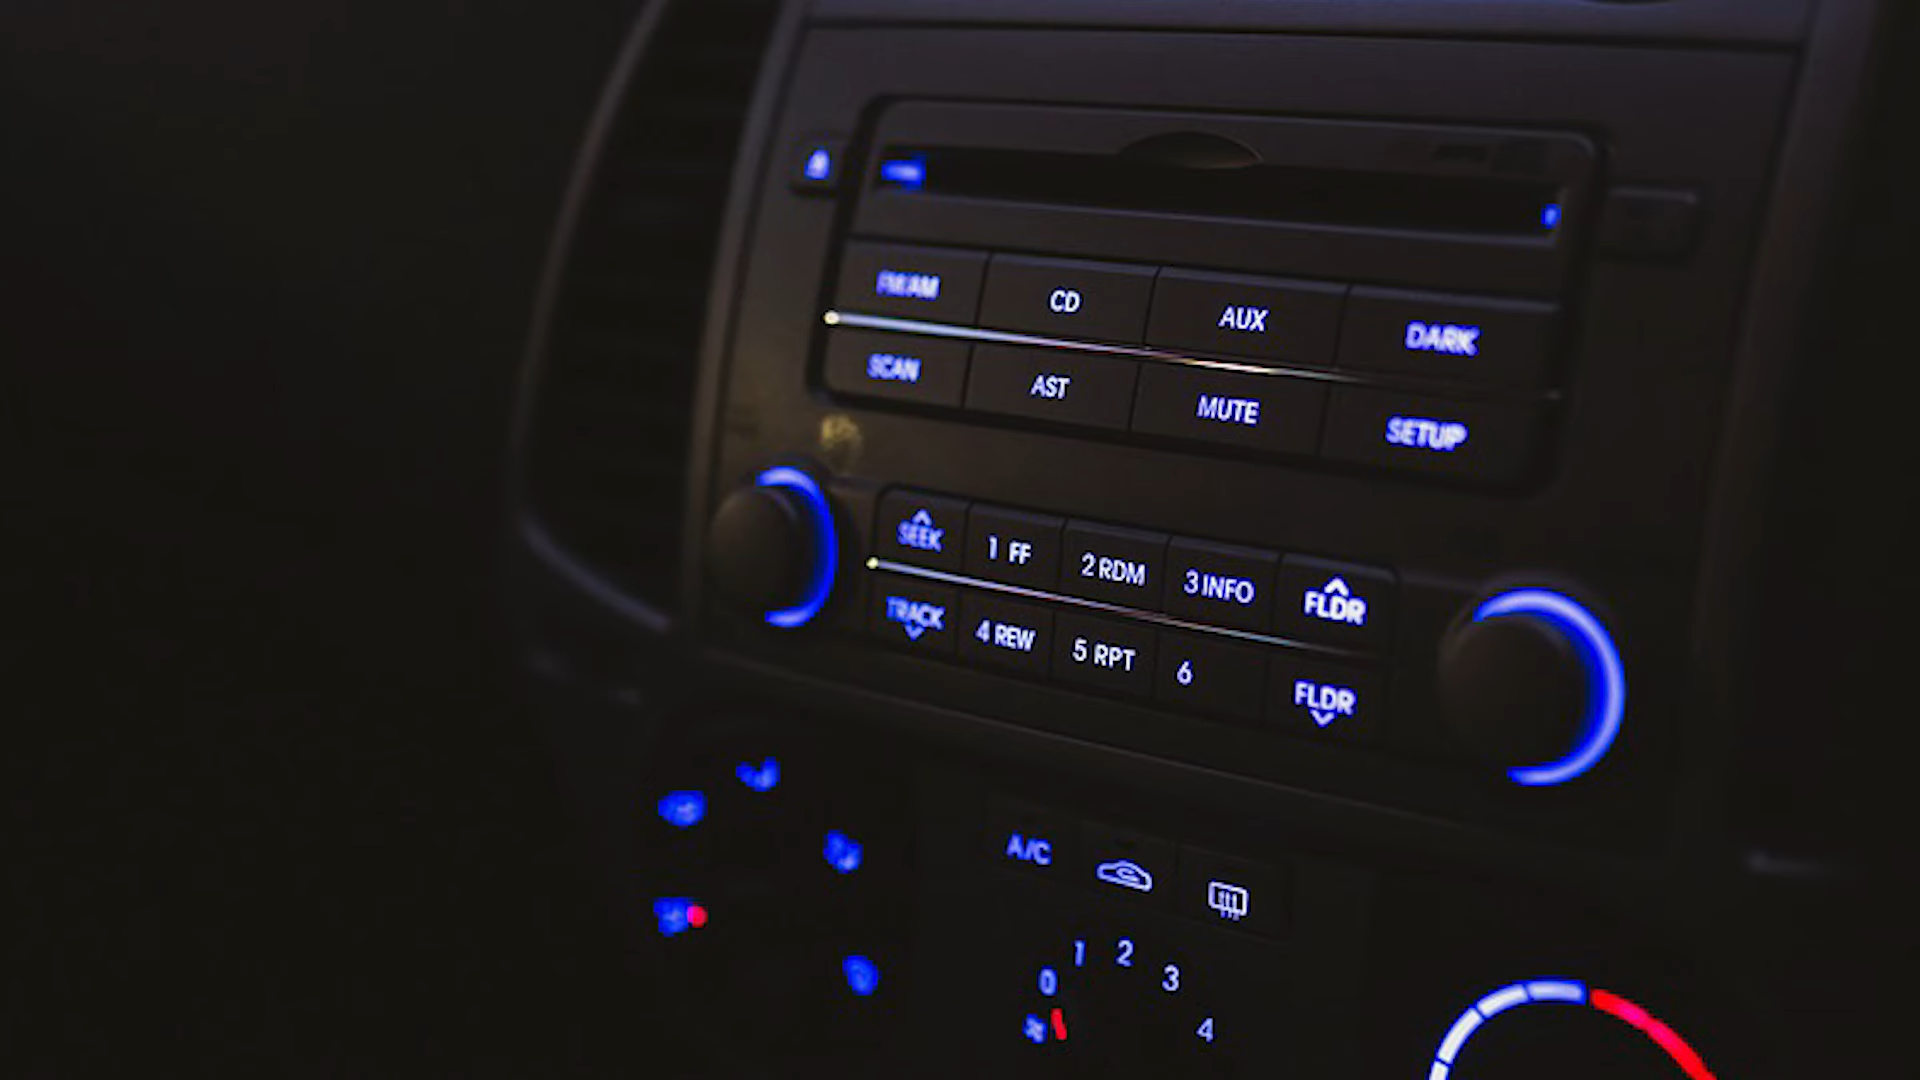 FM/AM CD AUX DARK
SCAN AST MUTE SETUP
SEEK 1 FF 2 RDM 3 INFO FLDR
TRACK 4 REW 5 RPT 6 FLDR
A/C
0 1 2 3 4